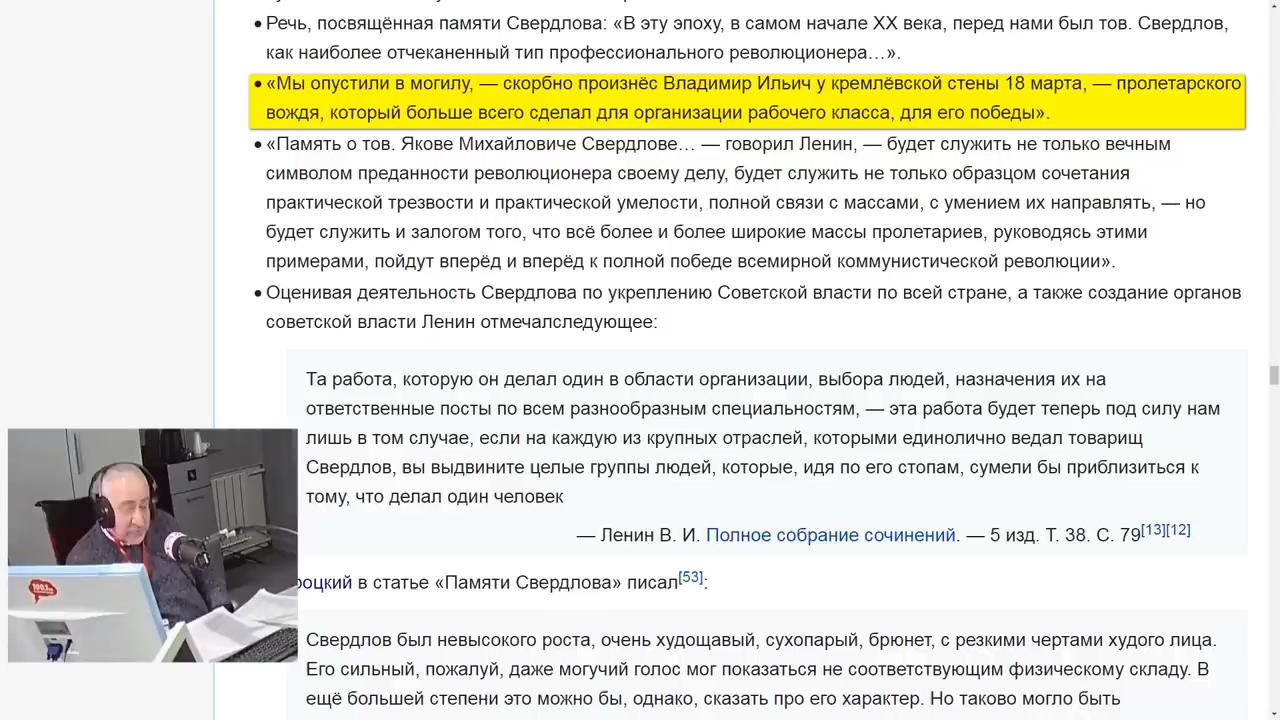 • Речь, посвящённая памяти Свердлова: «В эту эпоху, в самом начале XX века, перед нами был тов. Свердлов,
как наиболее отчеканенный тип профессионального революционера…».
• «Мы опустили в могилу, — скорбно произнёс Владимир Ильич у кремлёвской стены 18 марта, — пролетарского
вождя, который больше всего сделал для организации рабочего класса, для его победы».
• «Память о тов. Якове Михайловиче Свердлове… — говорил Ленин, — будет служить не только вечным
символом преданности революционера своему делу, будет служить не только образцом сочетания
практической трезвости и практической умелости, полной связи с массами, с умением их направлять, — но
будет служить и залогом того, что всё более и более широкие массы пролетариев, руководясь этими
примерами, пойдут вперёд и вперёд к полной победе всемирной коммунистической революции».
• Оценивая деятельность Свердлова по укреплению Советской власти по всей стране, а также создание органов
советской власти Ленин отмечалследующее:
Та работа, которую он делал один в области организации, выбора людей, назначения их на
ответственные посты по всем разнообразным специальностям, — эта работа будет теперь под силу нам
лишь в том случае, если на каждую из крупных отраслей, которыми единолично ведал товарищ
Свердлов, вы выдвините целые группы людей, которые, идя по его стопам, сумели бы приблизиться к
тому, что делал один человек
— Ленин В. И. Полное собрание сочинений. — 5 изд. Т. 38. С. 79[13][12]
роцкий в статье «Памяти Свердлова» писал[53]:
Свердлов был невысокого роста, очень худощавый, сухопарый, брюнет, с резкими чертами худого лица.
Его сильный, пожалуй, даже могучий голос мог показаться не соответствующим физическому складу. В
ещё большей степени это можно бы, однако, сказать про его характер. Но таково могло быть